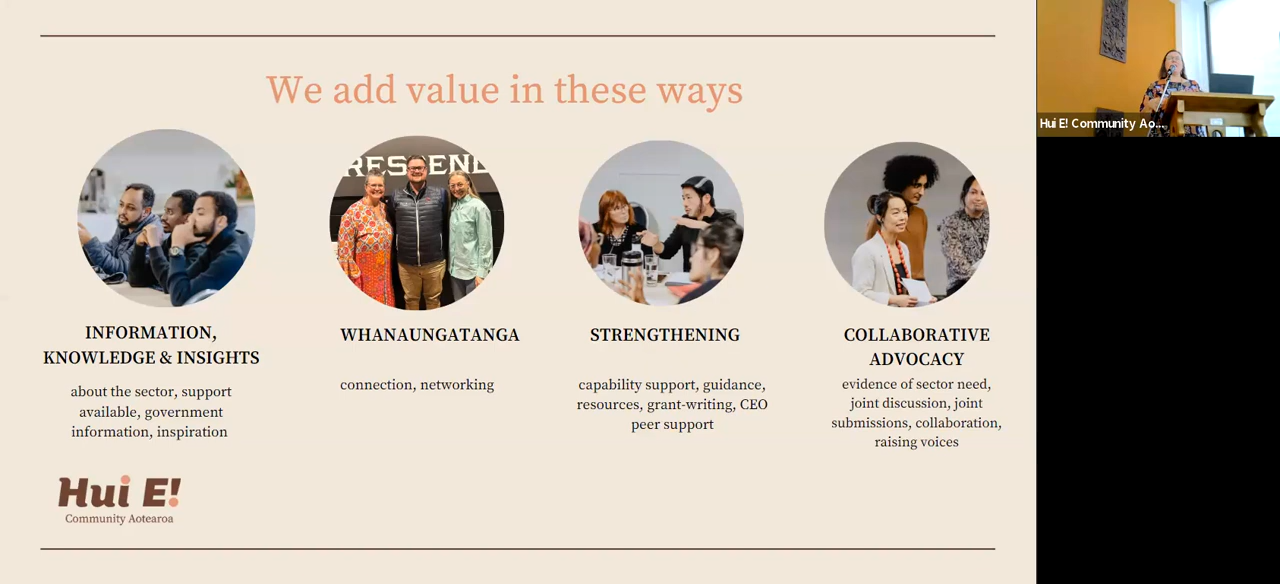 We add value in these ways
INFORMATION,
KNOWLEDGE & INSIGHTS
about the sector, support
available, government
information, inspiration
WHANAUNGATANGA
connection, networking
STRENGTHENING
capability support, guidance,
resources, grant-writing, CEO
peer support
COLLABORATIVE
ADVOCACY
evidence of sector need,
joint discussion, joint
submissions, collaboration,
raising voices
Hui E!
Community Aotearoa
Hui E! Community Ao...